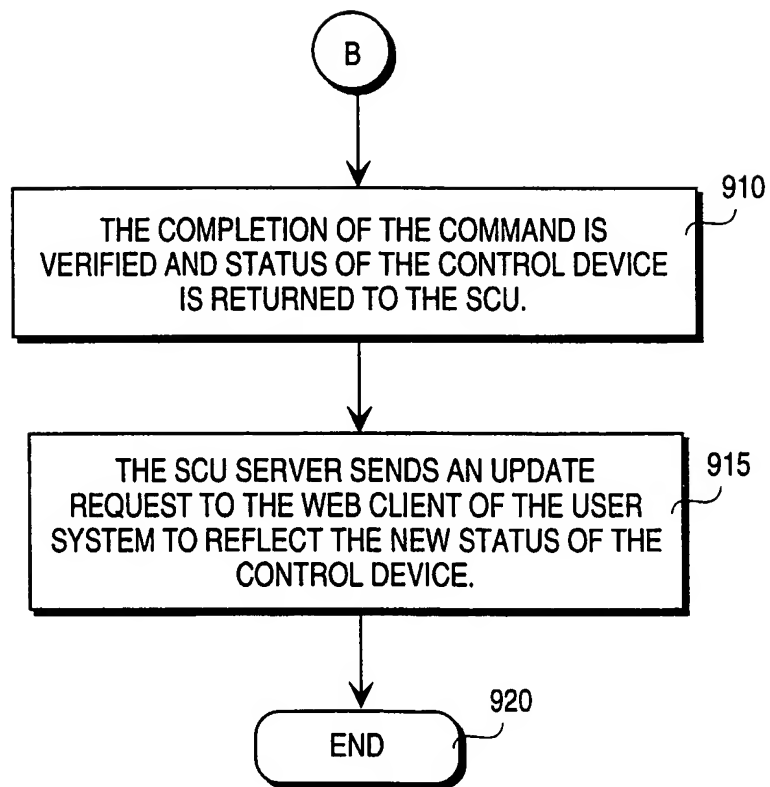 B
910
THE COMPLETION OF THE COMMAND IS
VERIFIED AND STATUS OF THE CONTROL DEVICE
IS RETURNED TO THE SCU.
915
THE SCU SERVER SENDS AN UPDATE
REQUEST TO THE WEB CLIENT OF THE USER
SYSTEM TO REFLECT THE NEW STATUS OF THE
CONTROL DEVICE.
920
END